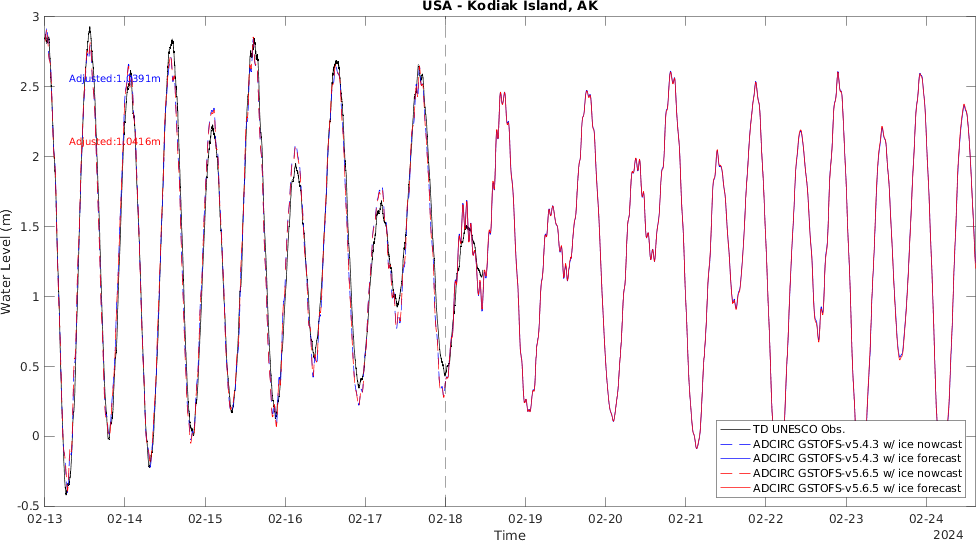 USA - Kodiak Island, AK
3
2.5
2
1.5
1
0.5
0
-0.5
Water Level (m)
Adjusted:1.0391m
Adjusted:1.0416m
TD UNESCO Obs.
ADCIRC GSTOFS-v5.4.3 w/ ice nowcast
ADCIRC GSTOFS-v5.4.3 w/ ice forecast
ADCIRC GSTOFS-v5.6.5 w/ ice nowcast
ADCIRC GSTOFS-v5.6.5 w/ ice forecast
02-13 02-14 02-15 02-16 02-17 02-18 02-19 02-20 02-21 02-22 02-23 02-24
Time
2024